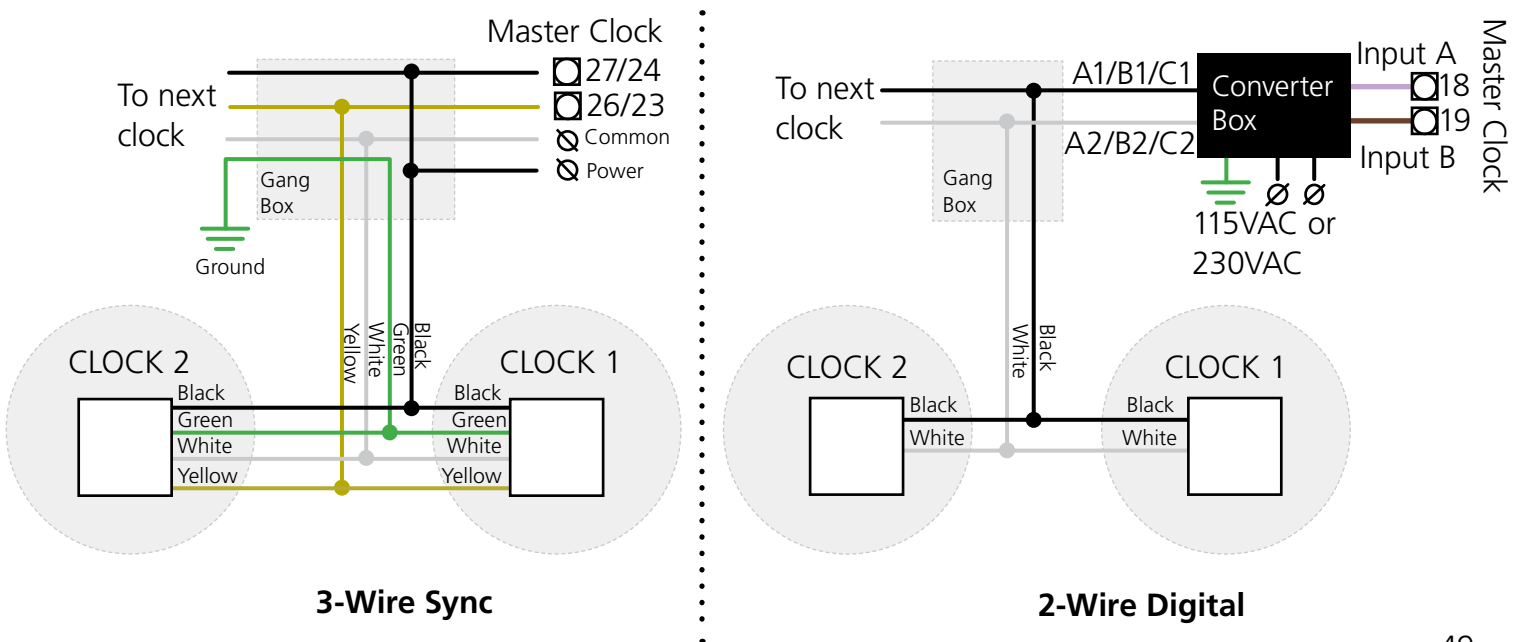 Master Clock
27/24
To next
clock
26/23
Common
Power
Gang
Box
Ground
Yellow
White
Green
Black
CLOCK 2
CLOCK 1
Black
Green
White
Yellow
Black
Green
White
Yellow
3-Wire Sync
To next
clock
A1/B1/C1
A2/B2/C2
Converter
Box
Input A
18
19
Input B
Master Clock
Gang
Box
115VAC or
230VAC
White
Black
CLOCK 2
CLOCK 1
Black
White
Black
White
2-Wire Digital